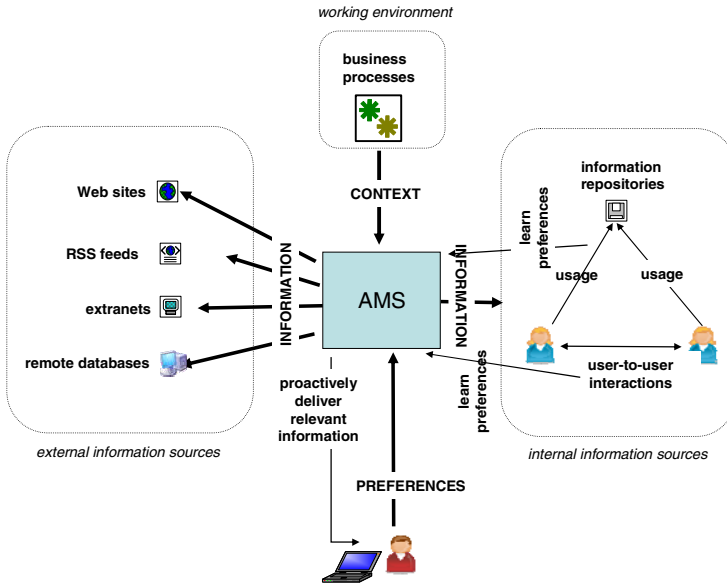 working environment
business
processes
CONTEXT
Web sites
RSS feeds
extranets
remote databases
external information sources
INFORMATION
AMS
INFORMATION
learn
preferences
information
repositories
usage
usage
user-to-user
interactions
learn
preferences
internal information sources
proactively
deliver
relevant
information
PREFERENCES